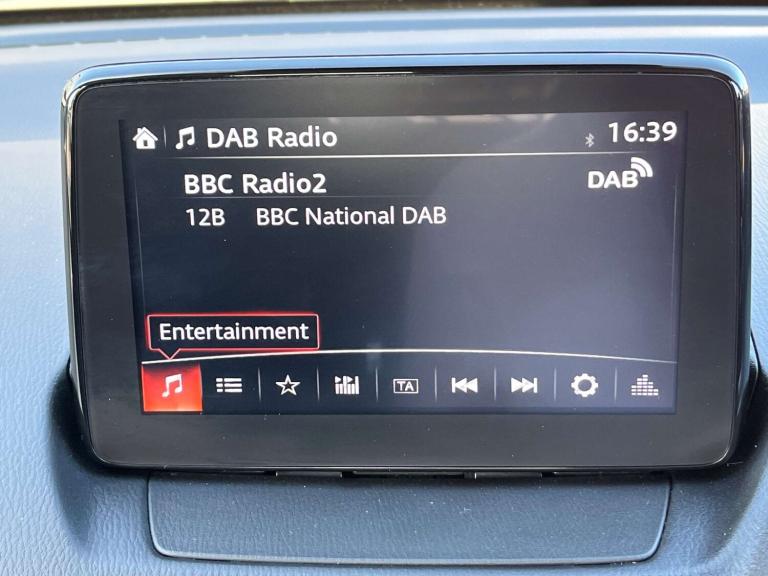 DAB Radio 16:39
BBC Radio2 DAB
12B BBC National DAB
Entertainment
TA